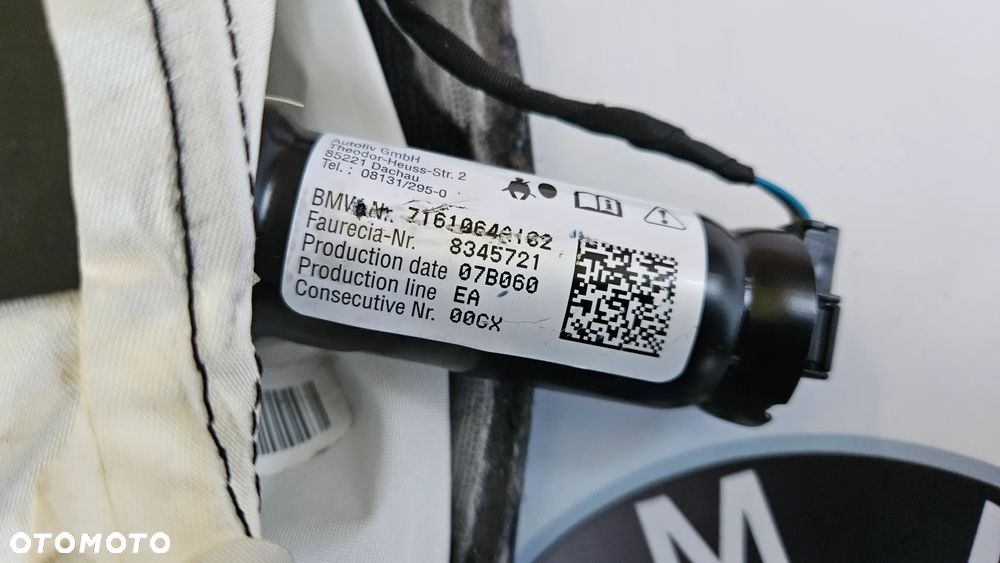 Autoliv GmbH
Theodor-Heuss-Str. 2
85221 Dachau
Tel. : 08131/295-0
BMW Nr. 7161064A102
Faurecia-Nr. 8345721
Production date 07B060
Production line EA
Consecutive Nr. 00GX
M
OTOMOTO